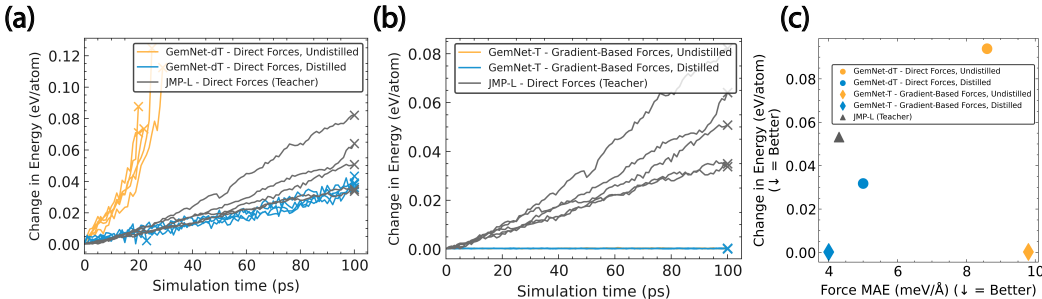 (a)
GemNet-dT - Direct Forces, Undistilled
GemNet-dT - Direct Forces, Distilled
JMP-L - Direct Forces (Teacher)
Change in Energy (eV/atom)
0.12
0.10
0.08
0.06
0.04
0.02
0.00
0
20
40
60
80
100
Simulation time (ps)
(b)
GemNet-T - Gradient-Based Forces, Undistilled
GemNet-T - Gradient-Based Forces, Distilled
JMP-L - Direct Forces (Teacher)
Change in Energy (eV/atom)
0.08
0.06
0.04
0.02
0.00
0
20
40
60
80
100
Simulation time (ps)
(c)
GemNet-dT - Direct Forces, Undistilled
GemNet-dT - Direct Forces, Distilled
GemNet-T - Gradient-Based Forces, Undistilled
GemNet-T - Gradient-Based Forces, Distilled
JMP-L (Teacher)
Change in Energy (eV/atom)
(↓ = Better)
0.08
0.06
0.04
0.02
0.00
4
6
8
10
Force MAE (meV/Å) (↓ = Better)